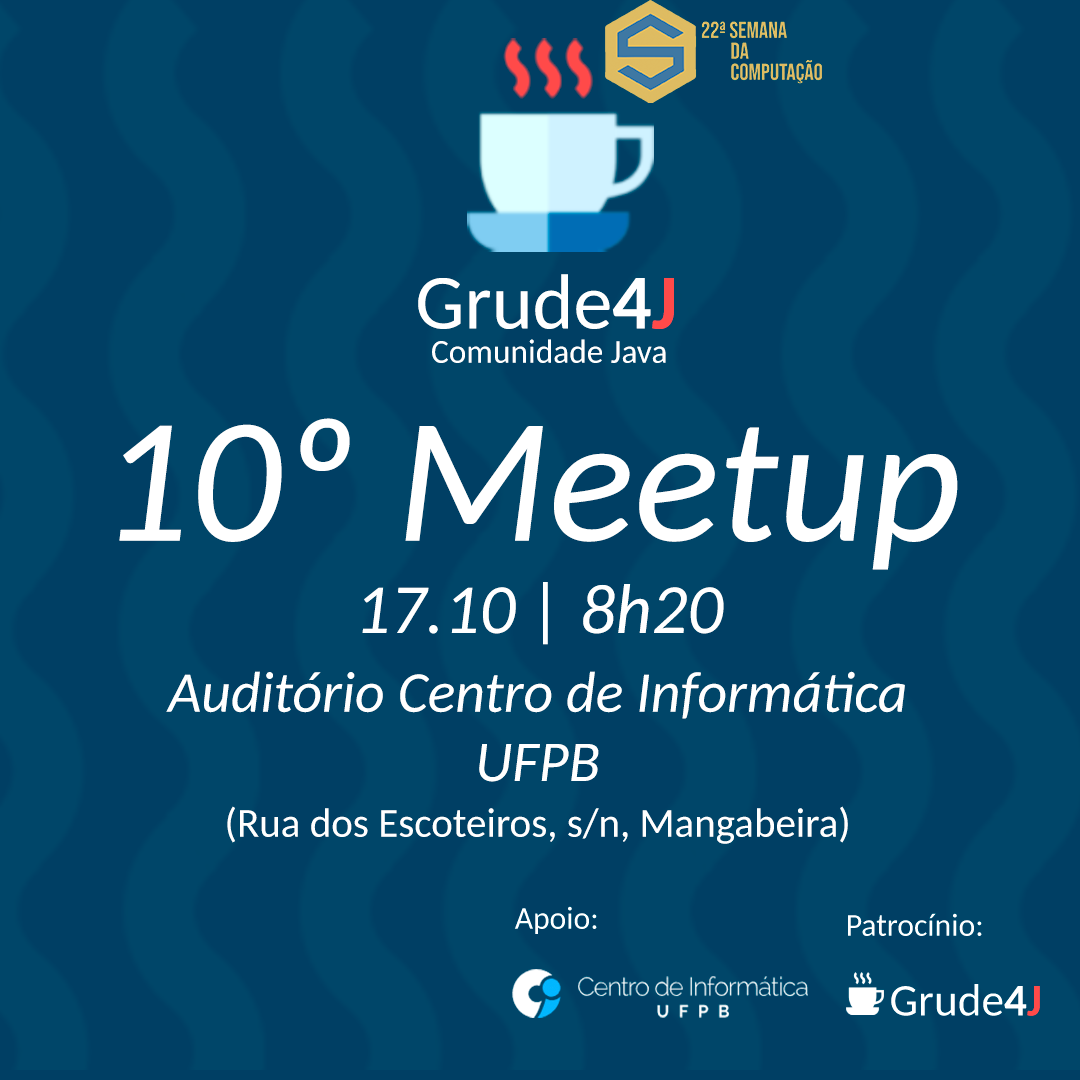 22ª SEMANA
DA
COMPUTAÇÃO
Grude4J
Comunidade Java
10º Meetup
17.10 | 8h20
Auditório Centro de Informática
UFPB
(Rua dos Escoteiros, s/n, Mangabeira)
Apoio:
Centro de Informática
UFPB
Patrocínio:
Grude4J